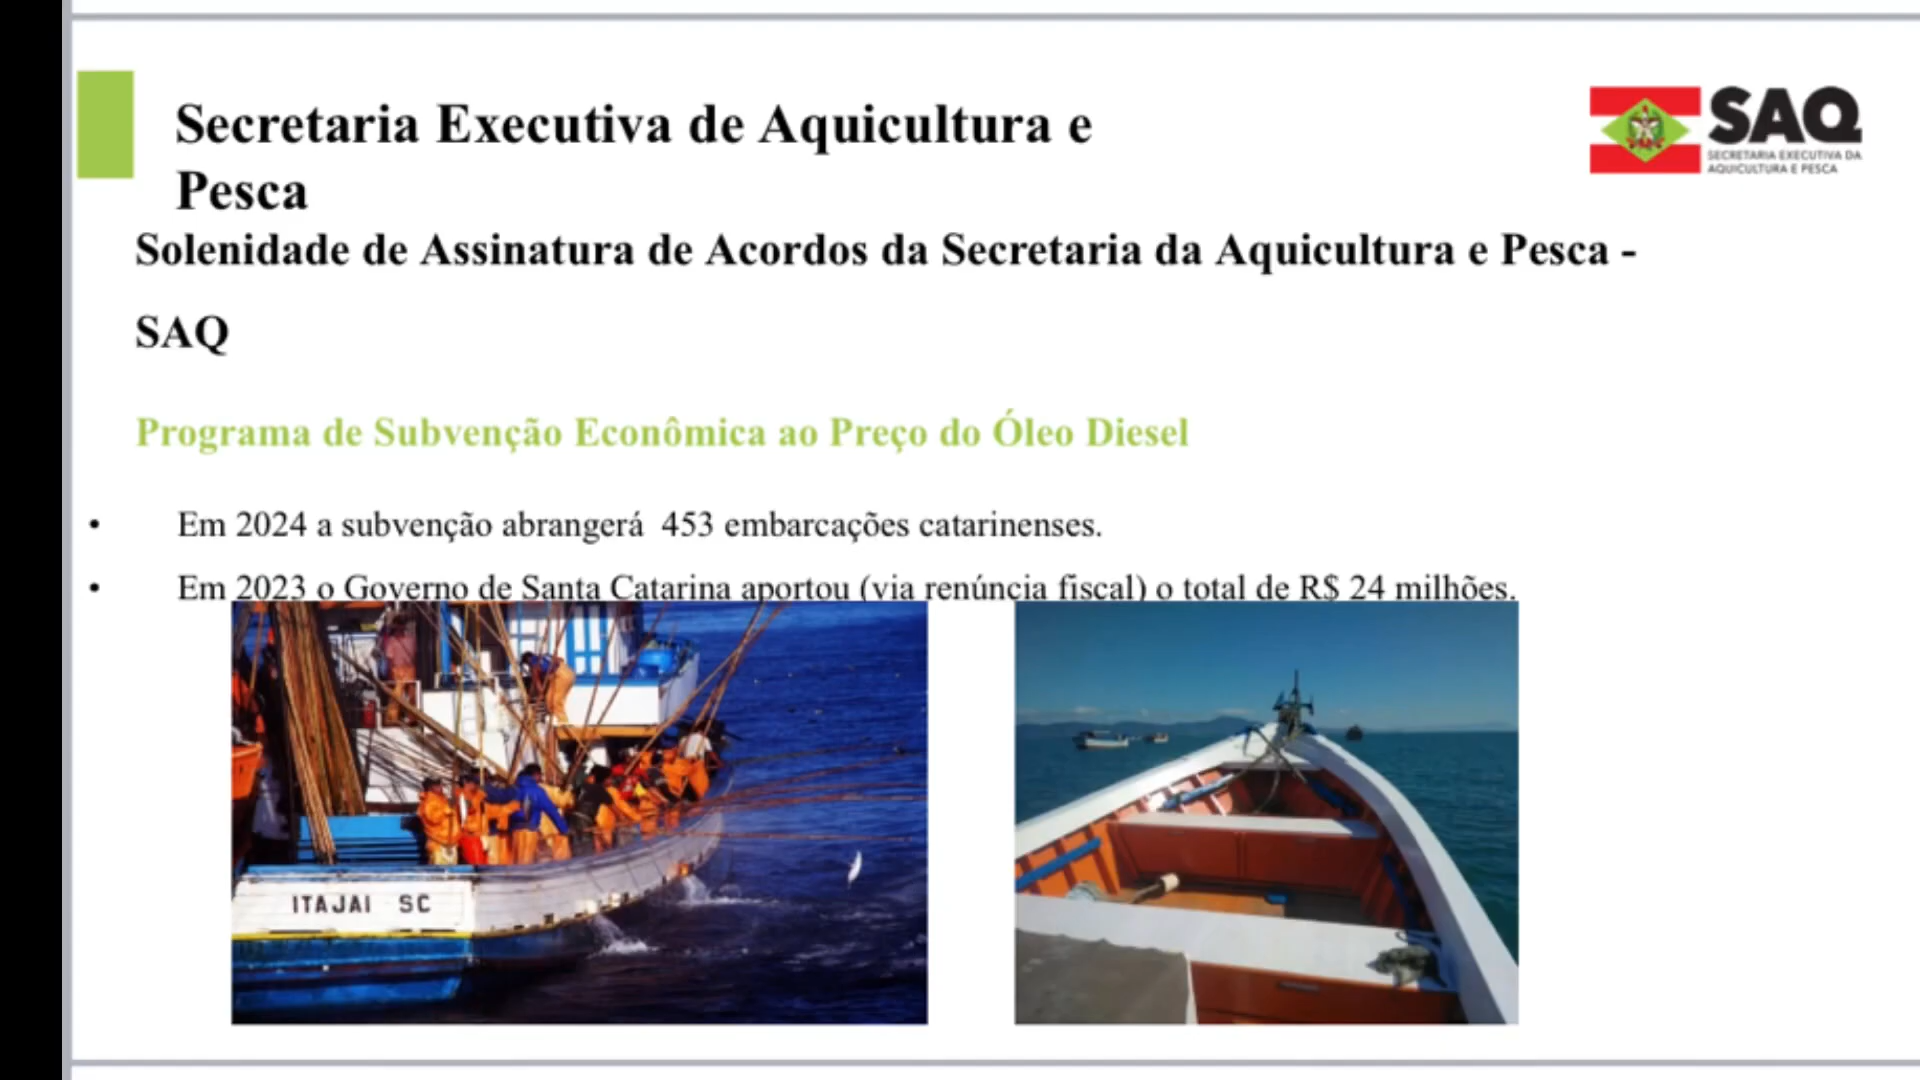 Secretaria Executiva de Aquicultura e
Pesca
SAQ
SECRETARIA EXECUTIVA DA
AQUICULTURA E PESCA
Solenidade de Assinatura de Acordos da Secretaria da Aquicultura e Pesca -
SAQ
Programa de Subvenção Econômica ao Preço do Óleo Diesel
• Em 2024 a subvenção abrangerá 453 embarcações catarinenses.
• Em 2023 o Governo de Santa Catarina aportou (via renúncia fiscal) o total de R$ 24 milhões.
ITAJAI SC